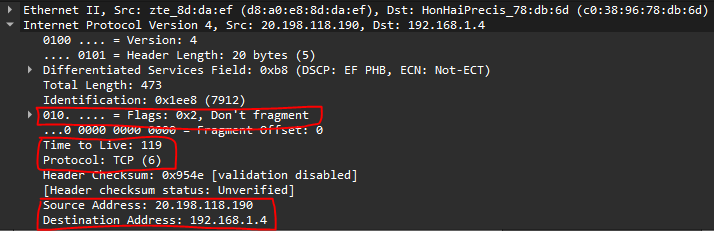 Ethernet II, Src: zte_8d:da:ef (d8:a0:e8:8d:da:ef), Dst: HonHaiPrecis_78:db:6d (c0:38:96:78:db:6d)
Internet Protocol Version 4, Src: 20.198.118.190, Dst: 192.168.1.4
0100 .... = Version: 4
.... 0101 = Header Length: 20 bytes (5)
Differentiated Services Field: 0xb8 (DSCP: EF PHB, ECN: Not-ECT)
Total Length: 473
Identification: 0x1ee8 (7912)
010. .... = Flags: 0x2, Don't fragment
...0 0000 0000 0000 = Fragment Offset: 0
Time to Live: 119
Protocol: TCP (6)
Header Checksum: 0x954e [validation disabled]
[Header checksum status: Unverified]
Source Address: 20.198.118.190
Destination Address: 192.168.1.4